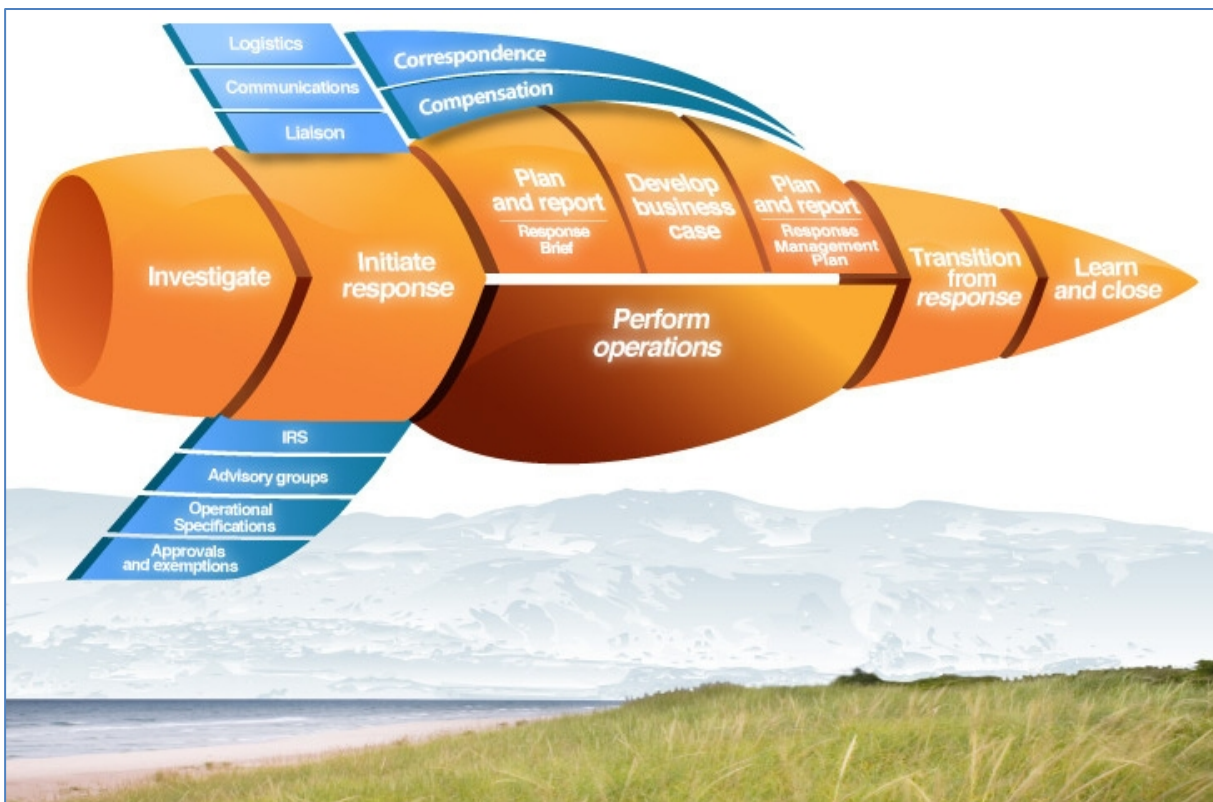 Logistics
Communications
Liaison
Correspondence
Compensation
Investigate
Initiate
response
Plan
and report
Response
Brief
Develop
business
case
Plan
and report
Response
Management
Plan
Perform
operations
Transition
from
response
Learn
and close
IRS
Advisory groups
Operational
Specifications
Approvals
and exemptions